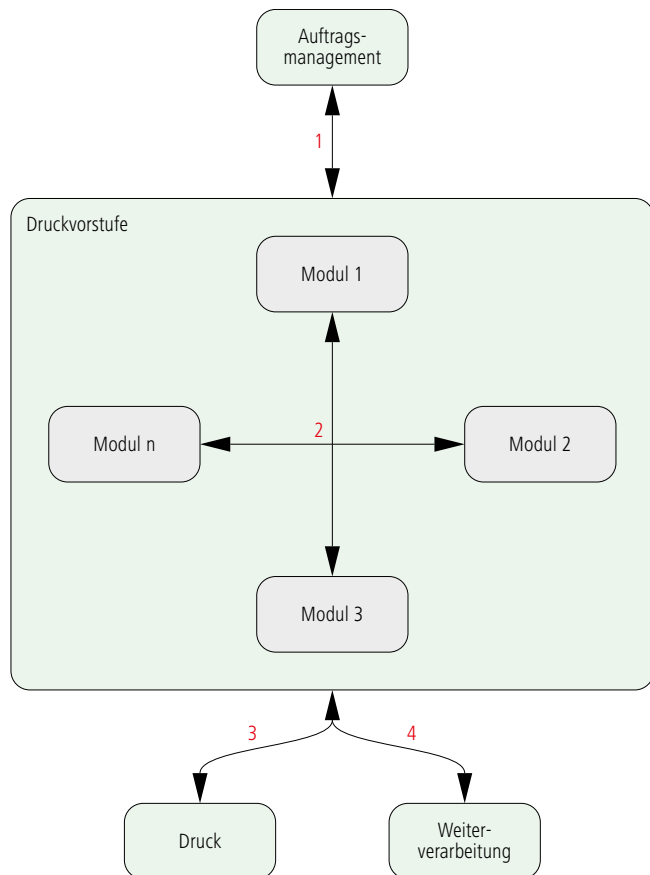 Auftrags-
management
1
Druckvorstufe
Modul 1
Modul n
2
Modul 2
Modul 3
3
4
Druck
Weiter-
verarbeitung